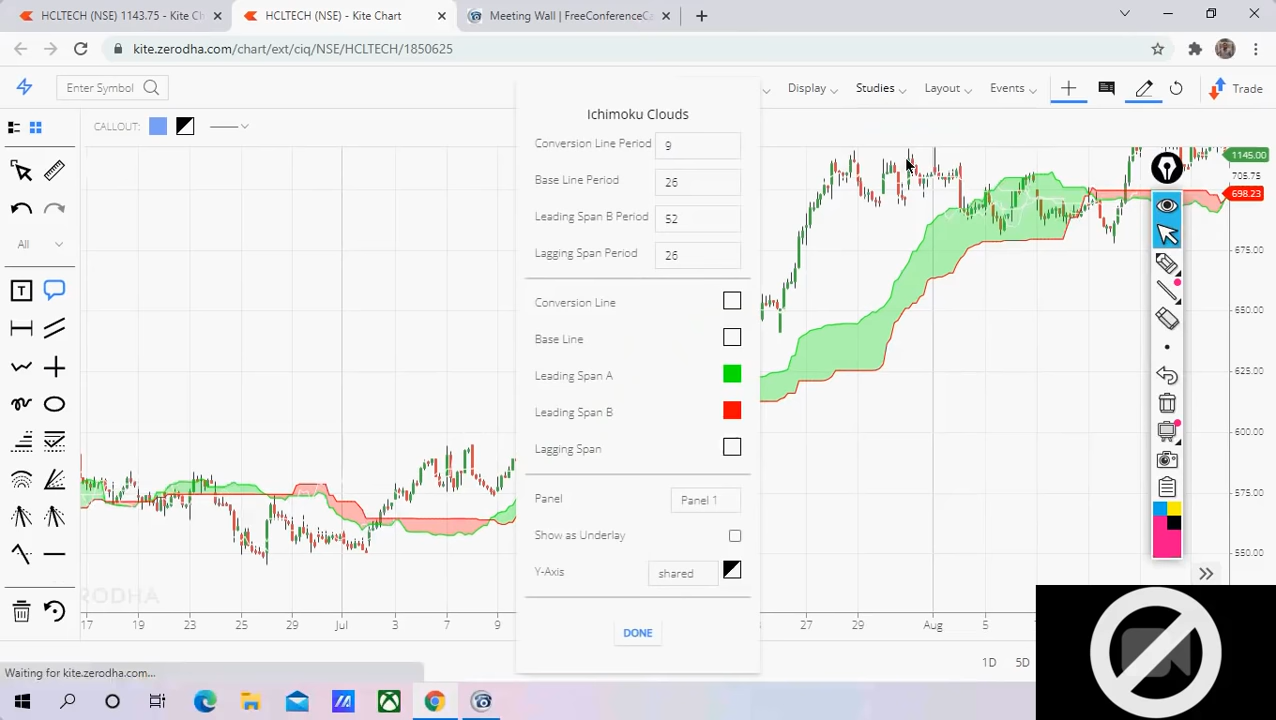 HCLTECH (NSE) 1143.75 - Kite Ch
HCLTECH (NSE) - Kite Chart
Meeting Wall | FreeConferenceCa
kite.zerodha.com/chart/ext/ciq/NSE/HCLTECH/1850625
Enter Symbol
Display
Studies
Layout
Events
Trade
CALLOUT:
All
T
Ichimoku Clouds
Conversion Line Period 9
Base Line Period 26
Leading Span B Period 52
Lagging Span Period 26
Conversion Line
Base Line
Leading Span A
Leading Span B
Lagging Span
Panel Panel 1
Show as Underlay
Y-Axis shared
DONE
1145.00
705.75
698.23
675.00
650.00
625.00
600.00
575.00
550.00
RODHA
17 19 23 25 29 Jul 3 7 9 27 29 Aug 5 7 11 13
1D 5D
Waiting for kite.zerodha.com...